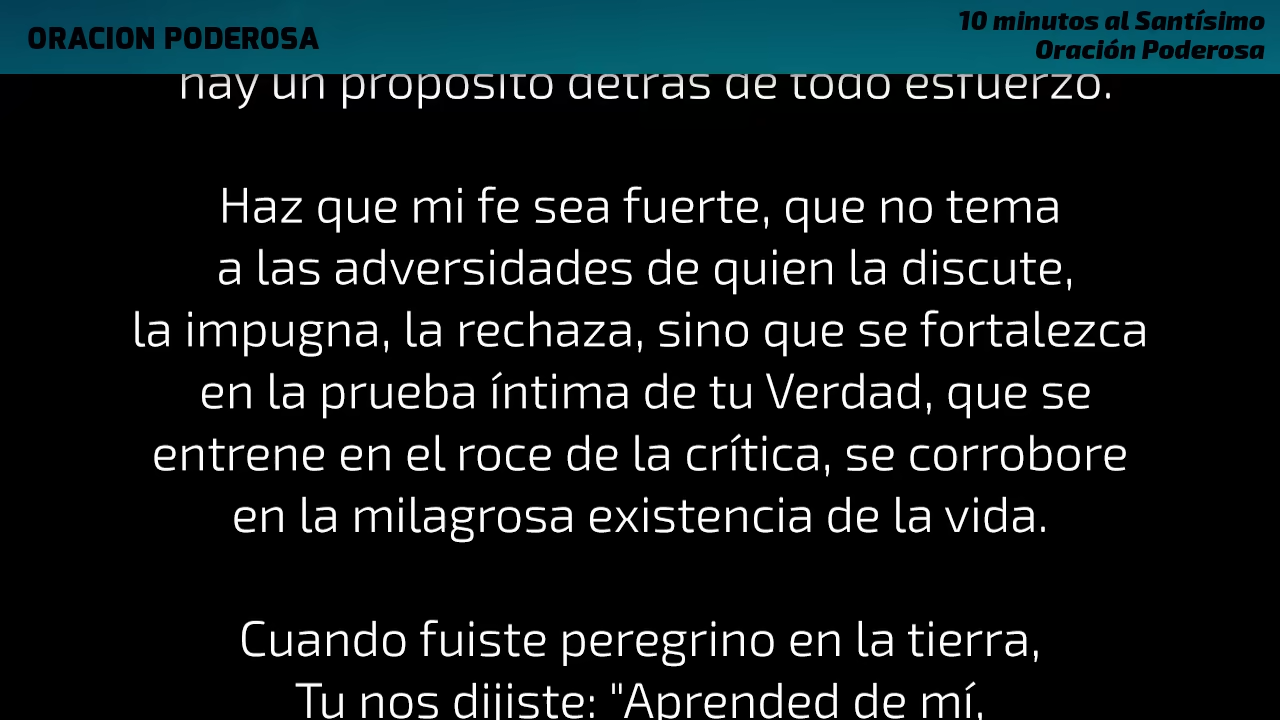 ORACION PODEROSA
10 minutos al Santísimo
Oración Poderosa
hay un propósito detrás de todo esfuerzo.
Haz que mi fe sea fuerte, que no tema
a las adversidades de quien la discute,
la impugna, la rechaza, sino que se fortalezca
en la prueba íntima de tu Verdad, que se
entrene en el roce de la crítica, se corrobore
en la milagrosa existencia de la vida.
Cuando fuiste peregrino en la tierra,
Tu nos dijiste: "Aprended de mí,